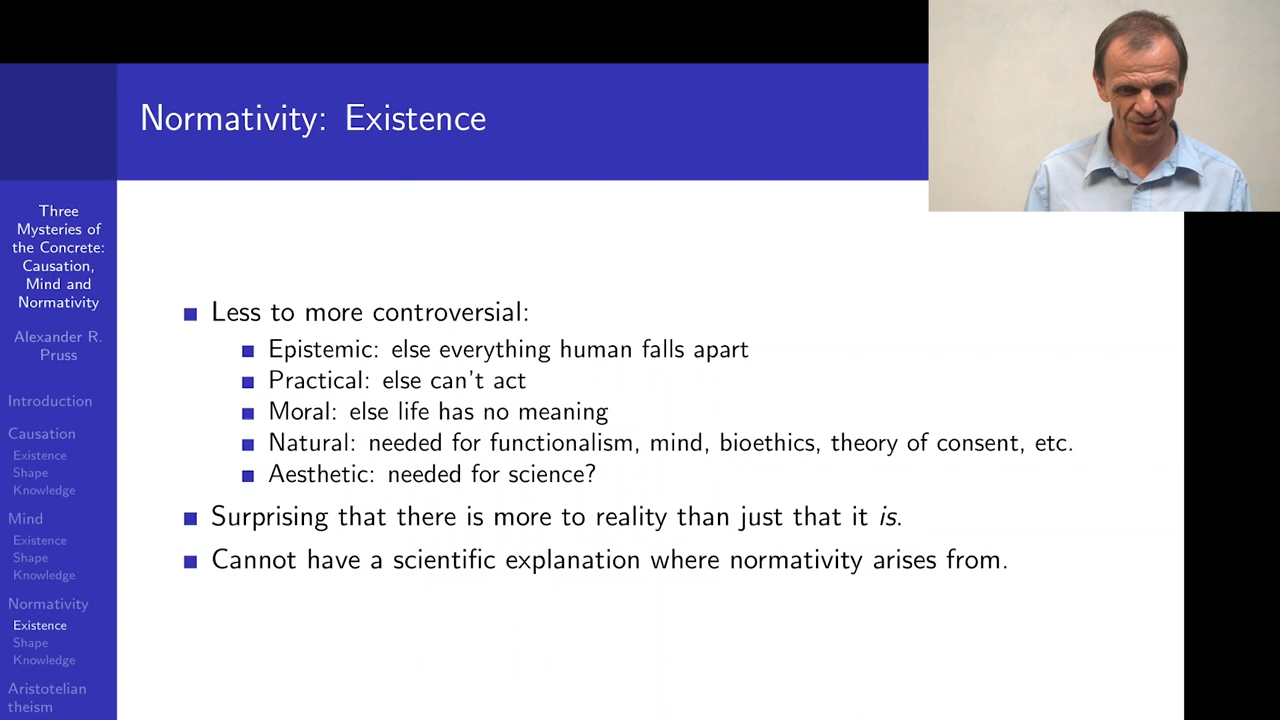 Normativity: Existence
Three
Mysteries of
the Concrete:
Causation,
Mind and
Normativity
Alexander R.
Pruss
Introduction
Causation
Existence
Shape
Knowledge
Mind
Existence
Shape
Knowledge
Normativity
Existence
Shape
Knowledge
Aristotelian
theism
Less to more controversial:
Epistemic: else everything human falls apart
Practical: else can't act
Moral: else life has no meaning
Natural: needed for functionalism, mind, bioethics, theory of consent, etc.
Aesthetic: needed for science?
Surprising that there is more to reality than just that it is.
Cannot have a scientific explanation where normativity arises from.